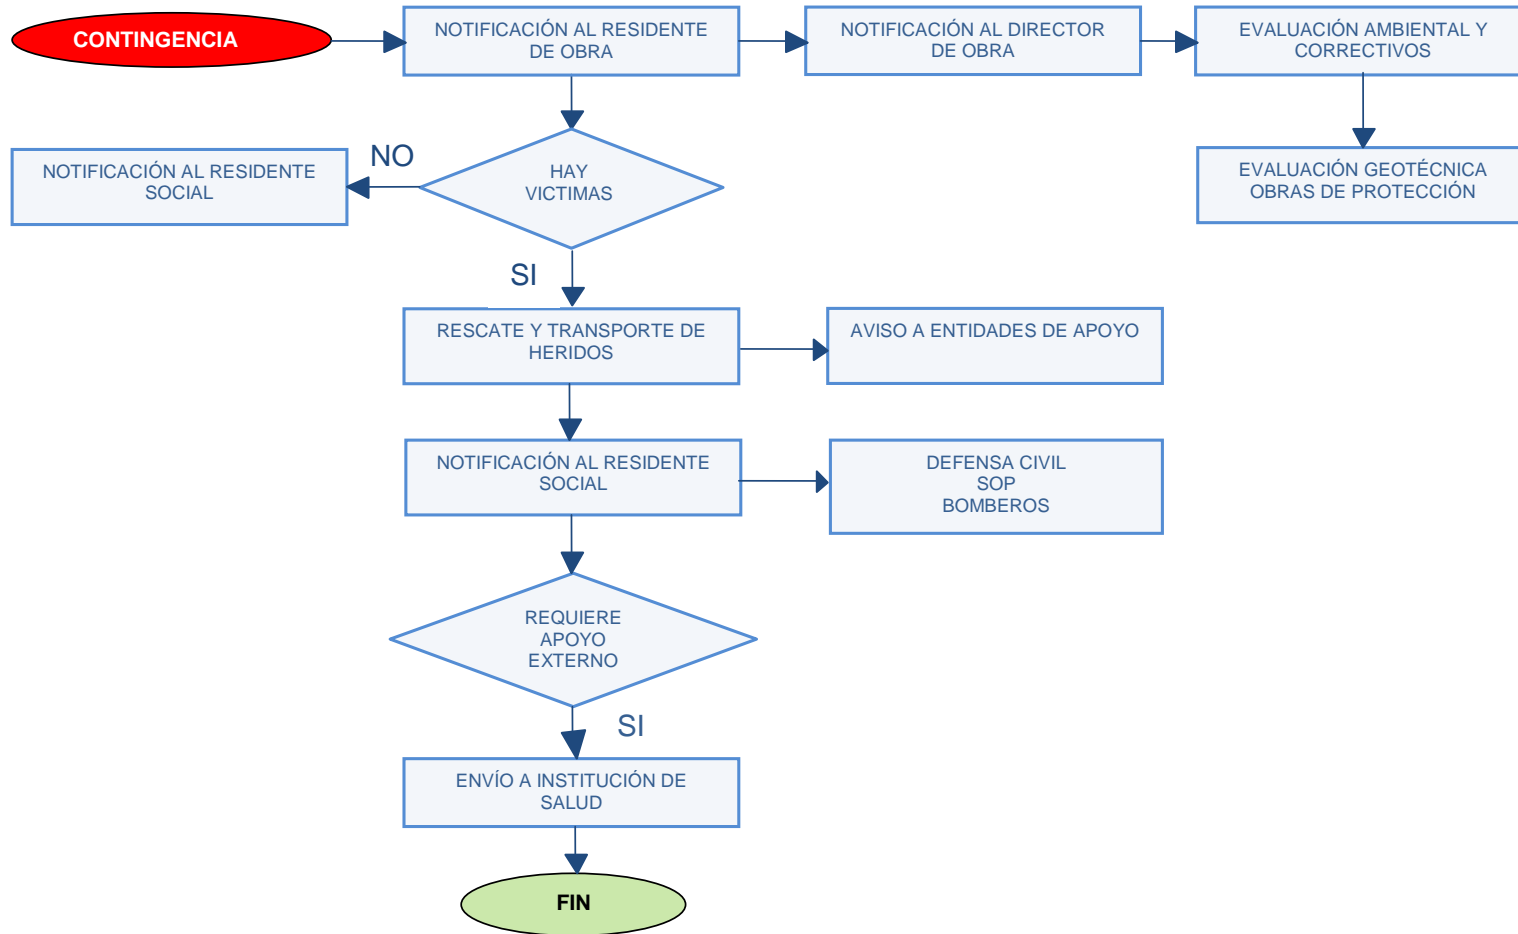 CONTINGENCIA
NOTIFICACIÓN AL RESIDENTE
DE OBRA
NOTIFICACIÓN AL DIRECTOR
DE OBRA
EVALUACIÓN AMBIENTAL Y
CORRECTIVOS
NOTIFICACIÓN AL RESIDENTE
SOCIAL
NO
HAY
VICTIMAS
EVALUACIÓN GEOTÉCNICA
OBRAS DE PROTECCIÓN
SI
RESCATE Y TRANSPORTE DE
HERIDOS
AVISO A ENTIDADES DE APOYO
NOTIFICACIÓN AL RESIDENTE
SOCIAL
DEFENSA CIVIL
SOP
BOMBEROS
REQUIERE
APOYO
EXTERNO
SI
ENVÍO A INSTITUCIÓN DE
SALUD
FIN